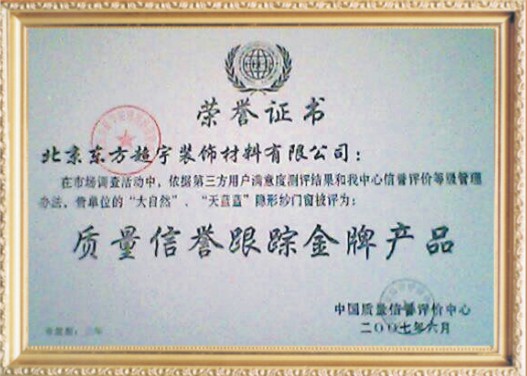 荣誉证书
北京东方超宇装饰材料有限公司：
在市场调查活动中，依据第三方用户满意度测评结果和我中心信誉评价等级管理
办法，贵单位的“大自然”、“天蓝蓝”隐形纱门窗被评为：
质量信誉跟踪金牌产品
中国质量信誉评价中心
二〇〇七年六月